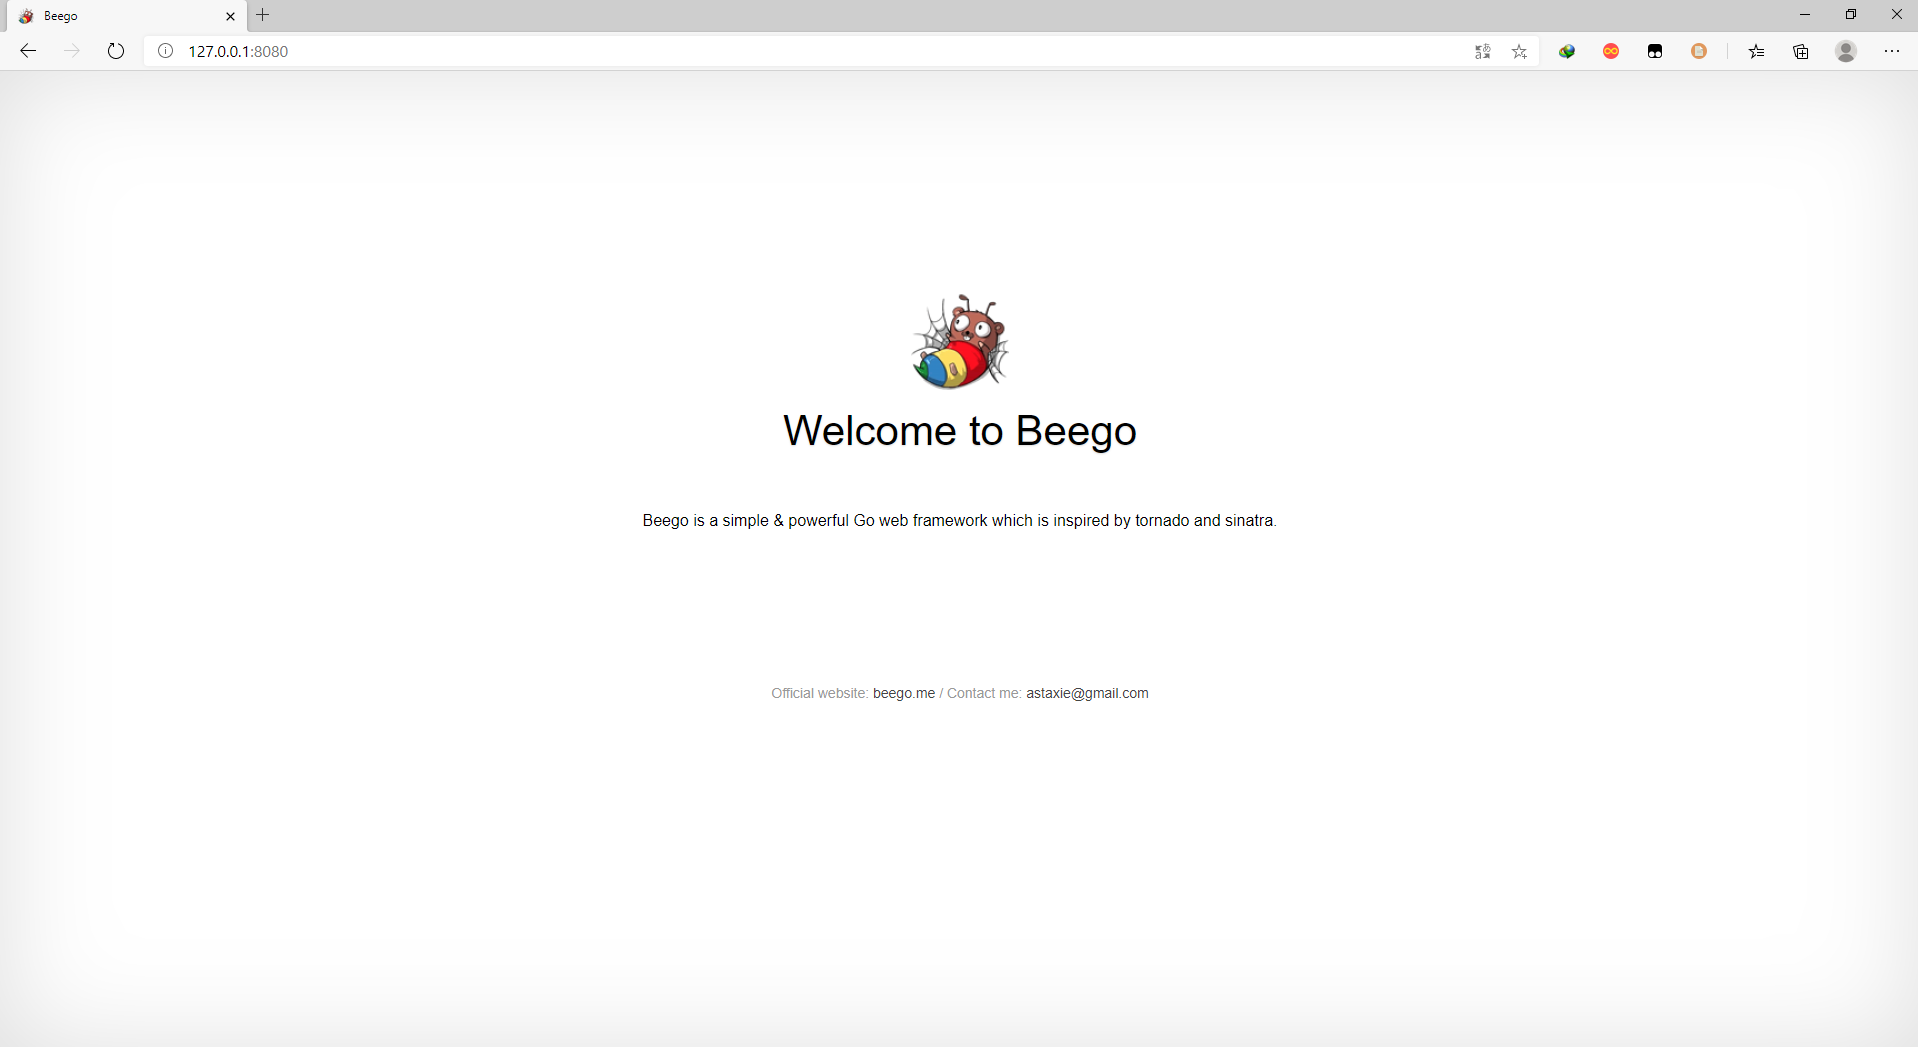 Beego
127.0.0.1:8080
Welcome to Beego
Beego is a simple & powerful Go web framework which is inspired by tornado and sinatra.
Official website: beego.me / Contact me: astaxie@gmail.com